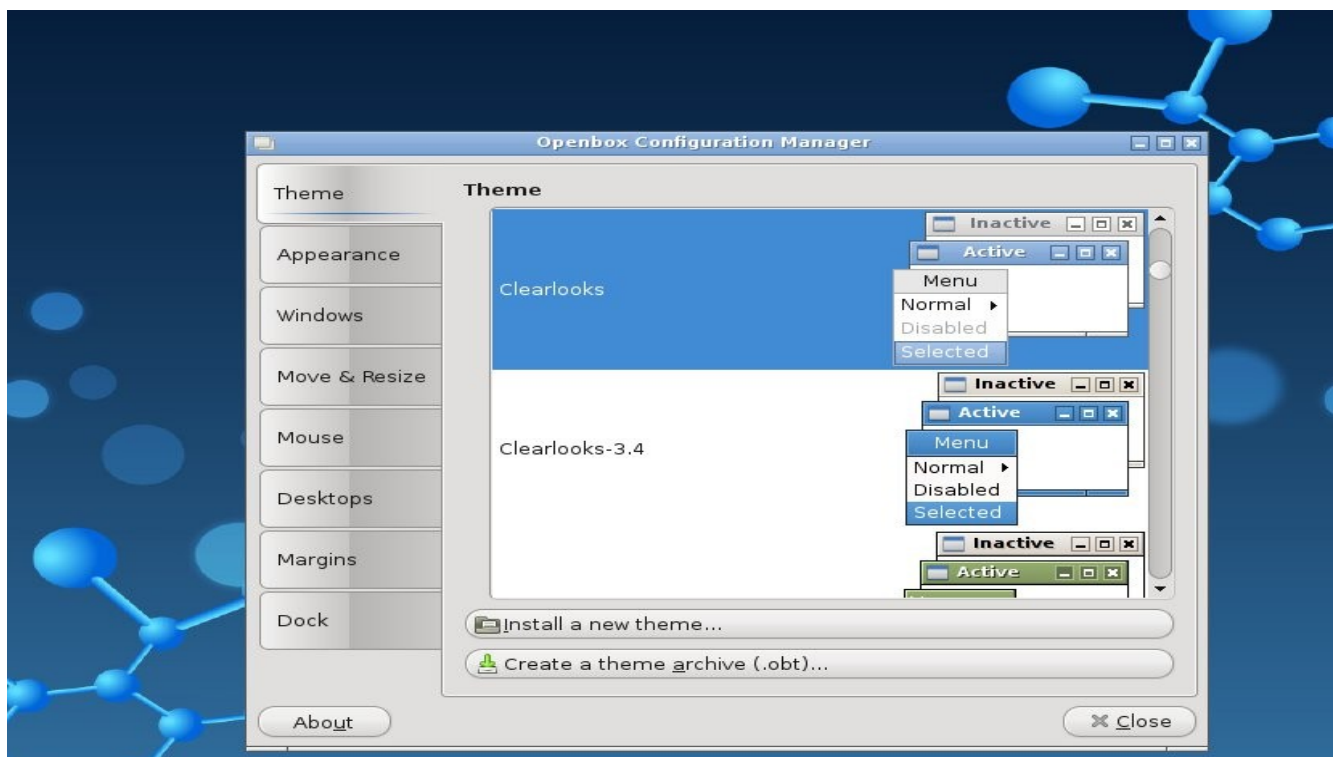 Openbox Configuration Manager
Theme
Appearance
Windows
Move & Resize
Mouse
Desktops
Margins
Dock
Theme
Clearlooks
Inactive
Active
Menu
Normal
Disabled
Selected
Clearlooks-3.4
Inactive
Active
Menu
Normal
Disabled
Selected
Inactive
Active
Install a new theme...
Create a theme archive (.obt)...
About
Close